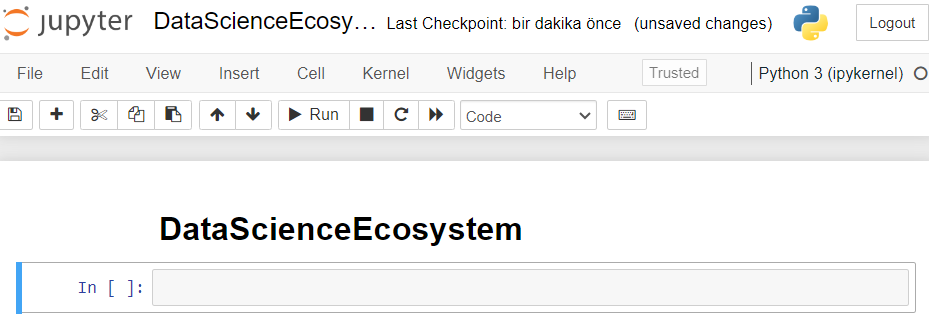 jupyter DataScienceEcosy... Last Checkpoint: bir dakika önce (unsaved changes) Logout
File Edit View Insert Cell Kernel Widgets Help Trusted Python 3 (ipykernel)
Run Code
DataScienceEcosystem
In [ ]: